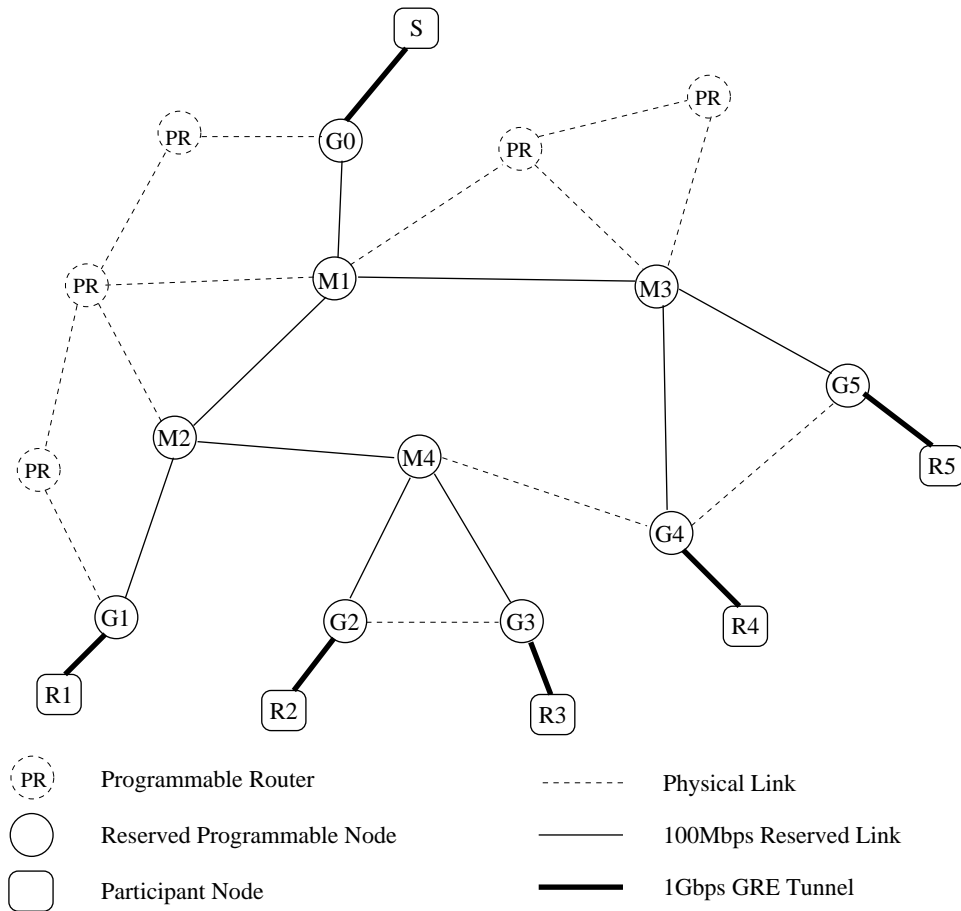 S
PR
G0
PR
PR
PR
M1
M3
G5
M2
M4
R5
PR
G4
G1
G2
G3
R4
R1
R2
R3
PR Programmable Router
Physical Link
Reserved Programmable Node
100Mbps Reserved Link
Participant Node
1Gbps GRE Tunnel